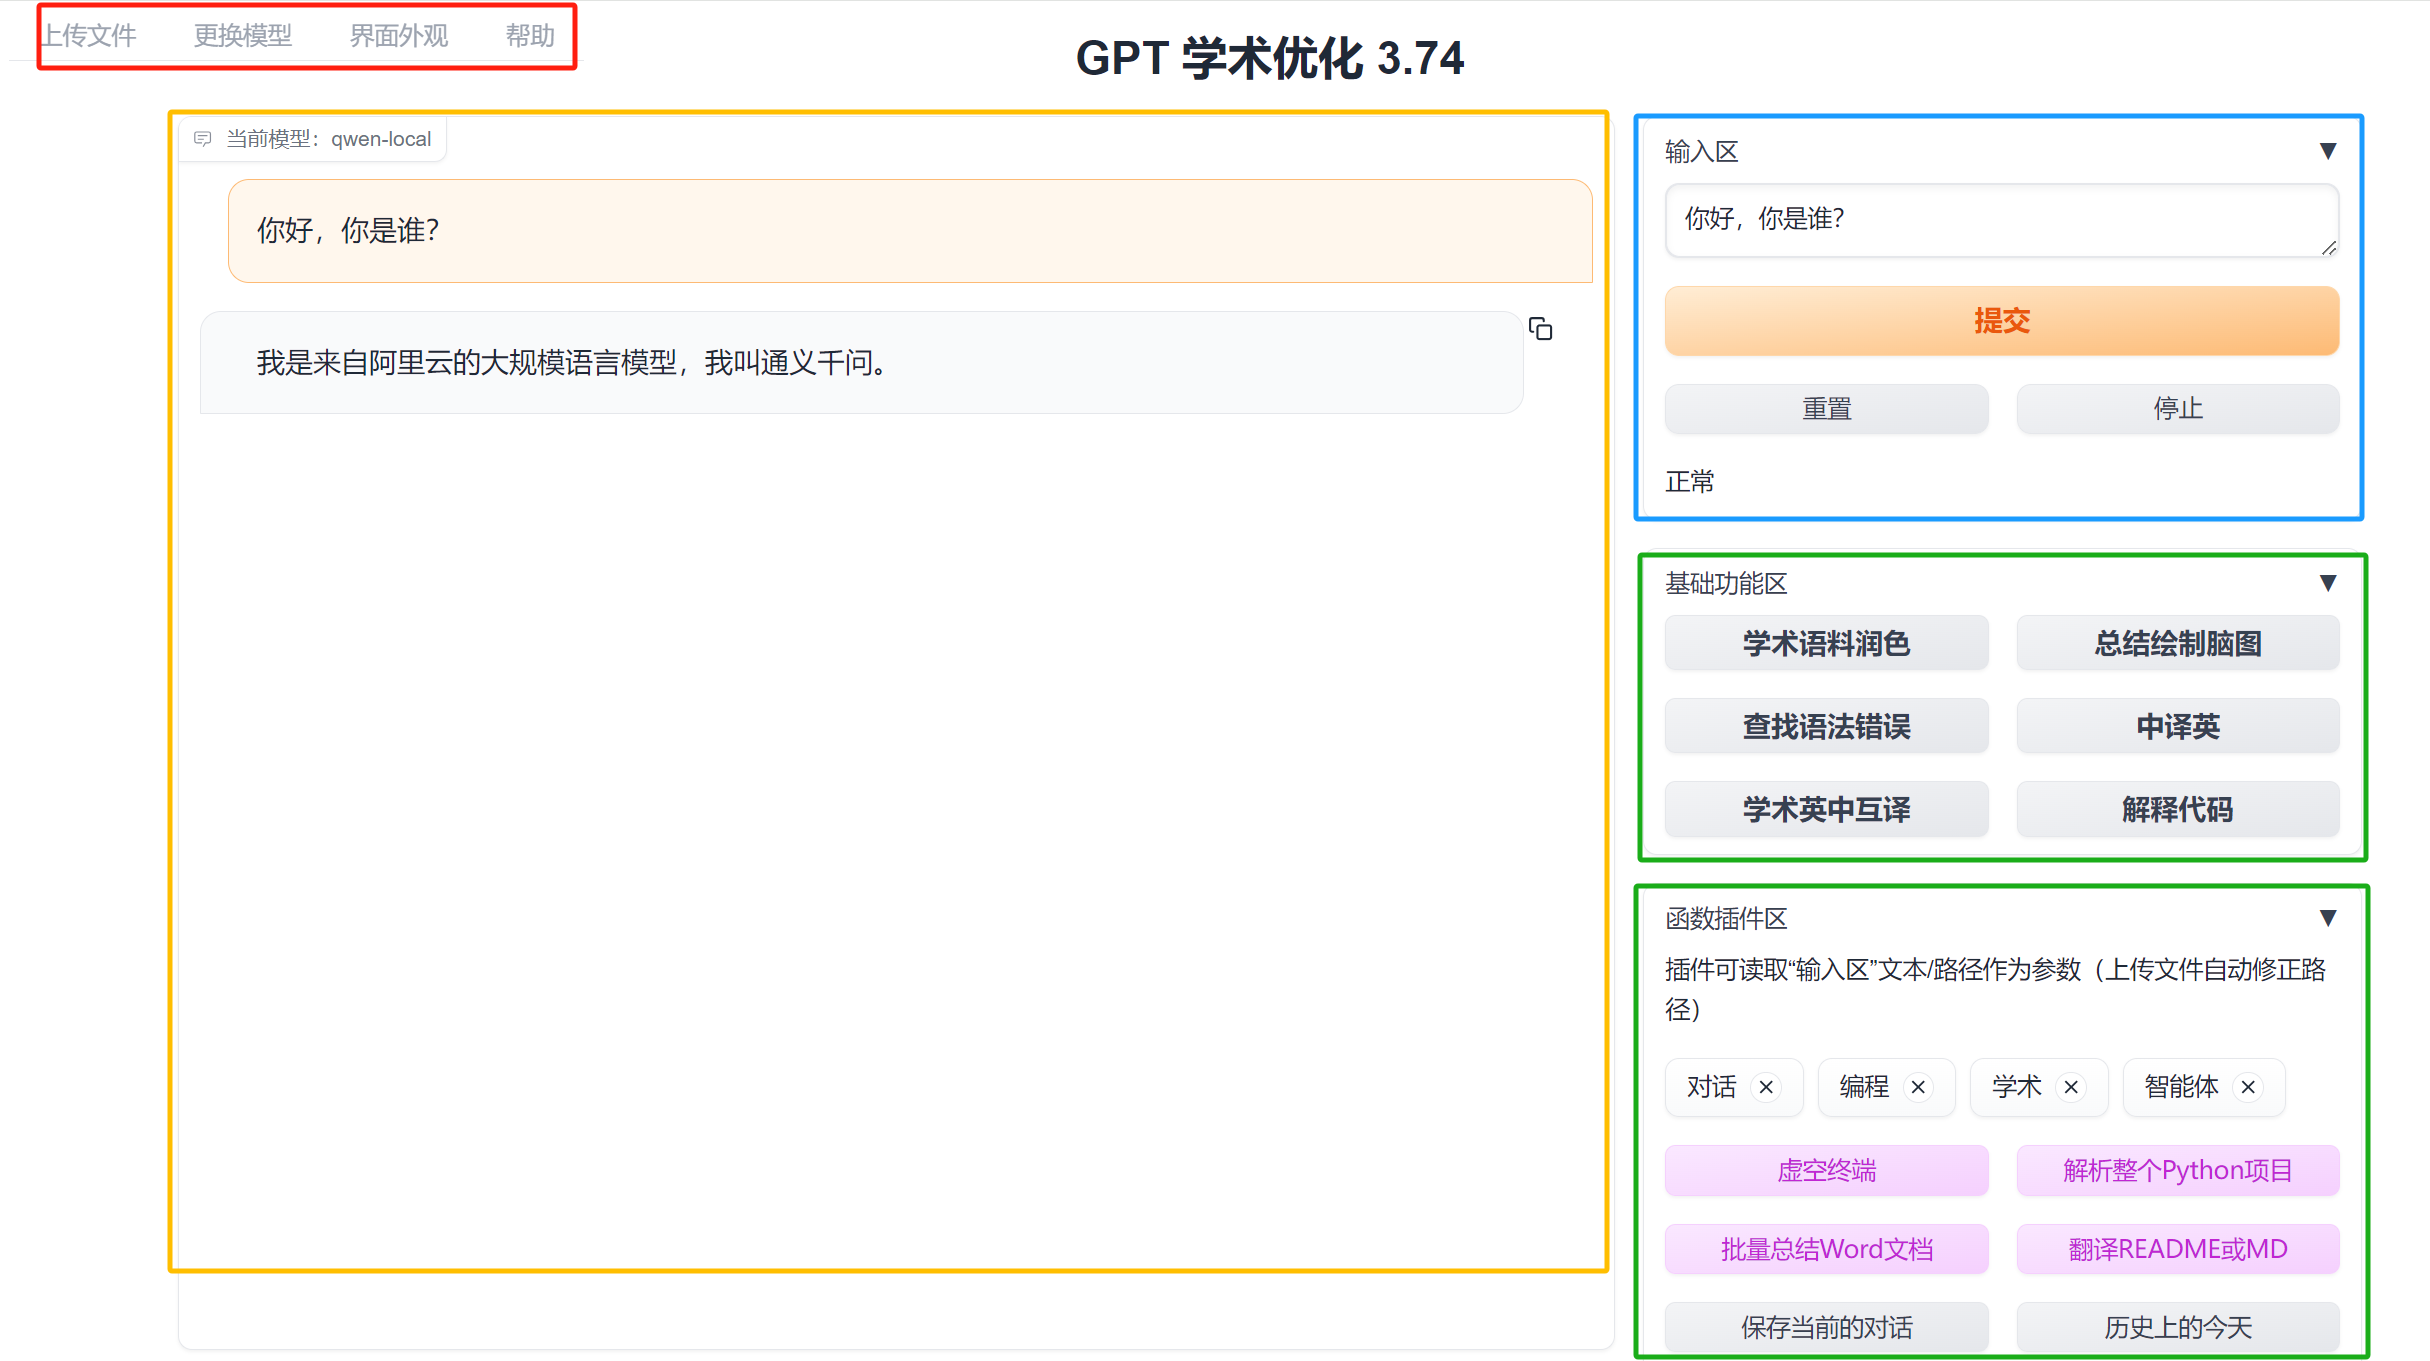 上传文件
更换模型
界面外观
帮助
GPT 学术优化 3.74
当前模型：qwen-local
你好，你是谁？
我是来自阿里云的大规模语言模型，我叫通义千问。
输入区
你好，你是谁？
提交
重置
停止
正常
基础功能区
学术语料润色
总结绘制脑图
查找语法错误
中译英
学术英中互译
解释代码
函数插件区
插件可读取“输入区”文本/路径作为参数（上传文件自动修正路
径）
对话
编程
学术
智能体
虚空终端
解析整个Python项目
批量总结Word文档
翻译README或MD
保存当前的对话
历史上的今天